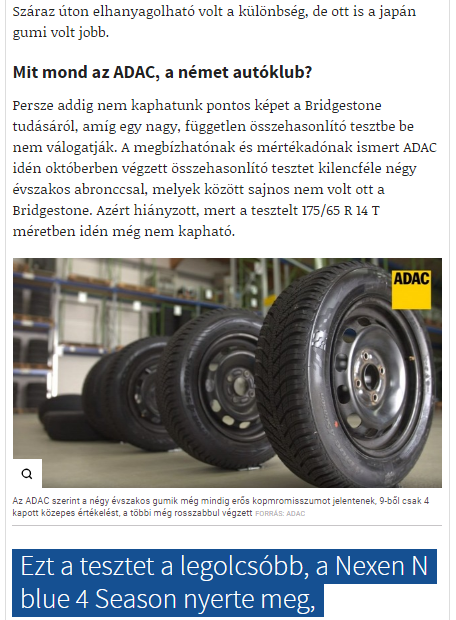 Száraz úton elhanyagolható volt a különbség, de ott is a japán
gumi volt jobb.
Mit mond az ADAC, a német autóklub?
Persze addig nem kaphatunk pontos képet a Bridgestone
tudásáról, amíg egy nagy, független összehasonlító tesztbe be
nem válogatják. A megbízhatónak és mértékadónak ismert ADAC
idén októberben végzett összehasonlító tesztet kilencféle négy
évszakos abronccsal, melyek között sajnos nem volt ott a
Bridgestone. Azért hiányzott, mert a tesztelt 175/65 R 14 T
méretben idén még nem kapható.
ADAC
Az ADAC szerint a négy évszakos gumik még mindig erős kopmromisszumot jelentenek, 9-ből csak 4
kapott közepes értékelést, a többi még rosszabbul végzett FORRÁS: ADAC
Ezt a tesztet a legolcsóbb, a Nexen N
blue 4 Season nyerte meg,